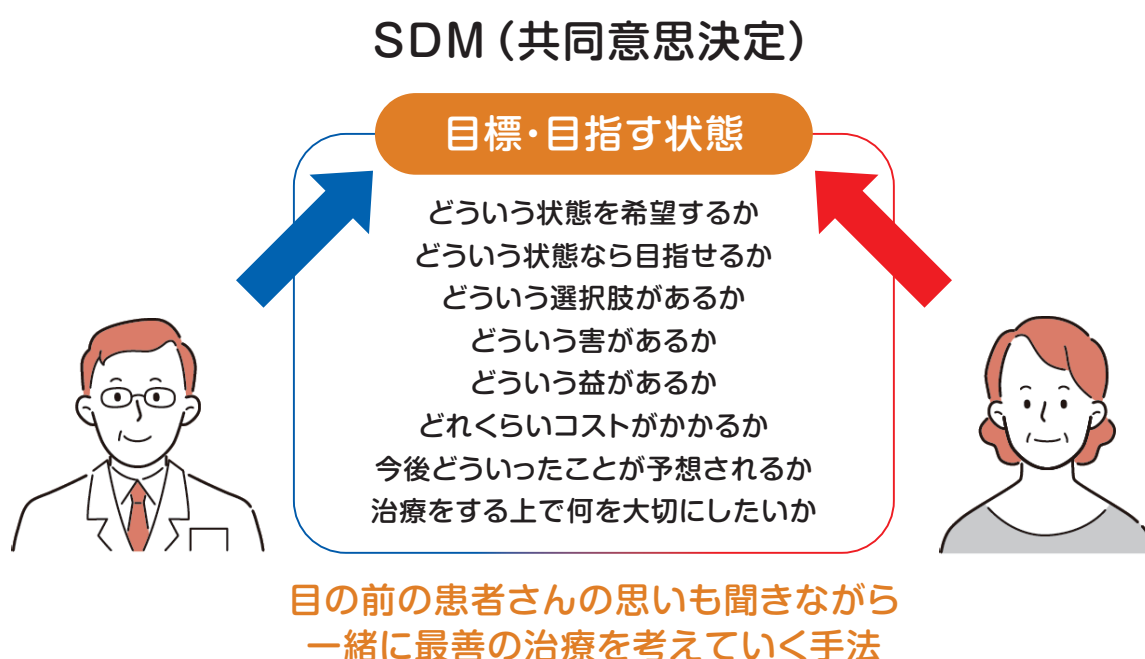 SDM（共同意思決定）
目標・目指す状態
どういう状態を希望するか
どういう状態なら目指せるか
どういう選択肢があるか
どういう害があるか
どういう益があるか
どれくらいコストがかかるか
今後どういったことが予想されるか
治療をする上で何を大切にしたいか
目の前の患者さんの思いも聞きながら
一緒に最善の治療を考えていく手法